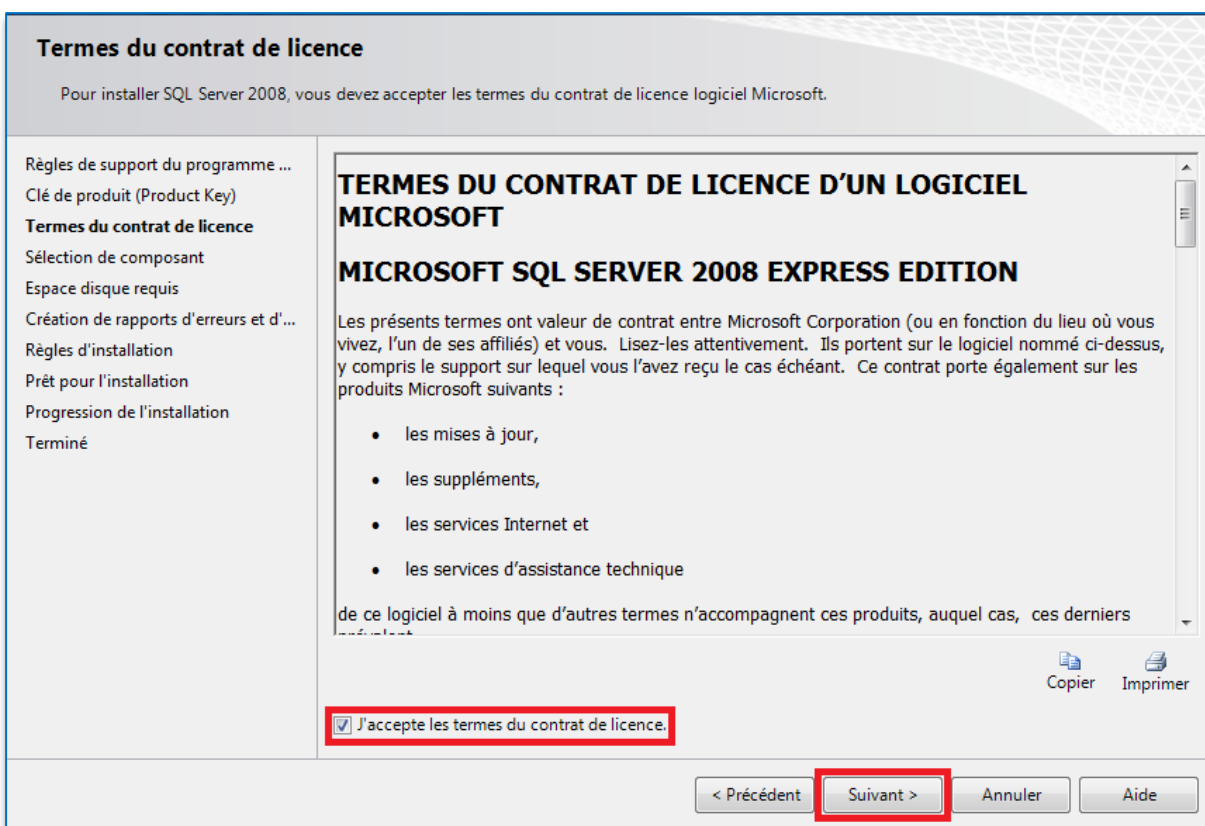 Termes du contrat de licence
Pour installer SQL Server 2008, vous devez accepter les termes du contrat de licence logiciel Microsoft.
Règles de support du programme ...
Clé de produit (Product Key)
Termes du contrat de licence
Sélection de composant
Espace disque requis
Création de rapports d'erreurs et d'...
Règles d'installation
Prêt pour l'installation
Progression de l'installation
Terminé
TERMES DU CONTRAT DE LICENCE D’UN LOGICIEL
MICROSOFT
MICROSOFT SQL SERVER 2008 EXPRESS EDITION
Les présents termes ont valeur de contrat entre Microsoft Corporation (ou en fonction du lieu où vous
vivez, l’un de ses affiliés) et vous.  Lisez-les attentivement.  Ils portent sur le logiciel nommé ci-dessus,
y compris le support sur lequel vous l’avez reçu le cas échéant.  Ce contrat porte également sur les
produits Microsoft suivants :
• les mises à jour,
• les suppléments,
• les services Internet et
• les services d’assistance technique
de ce logiciel à moins que d’autres termes n’accompagnent ces produits, auquel cas,  ces derniers
Copier
Imprimer
J'accepte les termes du contrat de licence.
< Précédent
Suivant >
Annuler
Aide